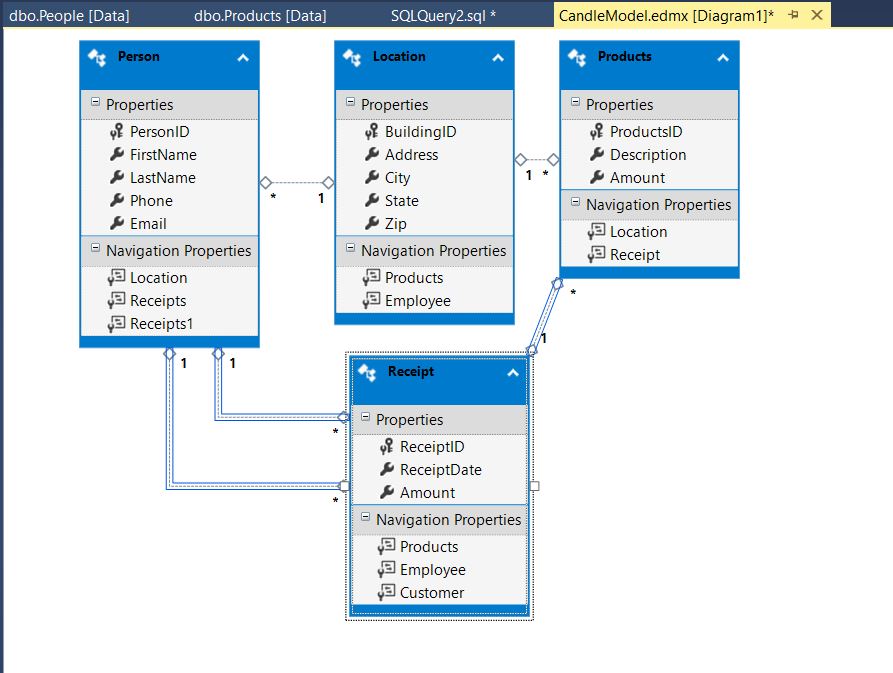 dbo.People [Data]
dbo.Products [Data]
SQLQuery2.sql *
CandleModel.edmx [Diagram1]*
Person
Properties
PersonID
FirstName
LastName
Phone
Email
Navigation Properties
Location
Receipts
Receipts1
*
1
Location
Properties
BuildingID
Address
City
State
Zip
Navigation Properties
Products
Employee
1
*
Products
Properties
ProductsID
Description
Amount
Navigation Properties
Location
Receipt
*
1
1
1
*
*
Receipt
Properties
ReceiptID
ReceiptDate
Amount
Navigation Properties
Products
Employee
Customer